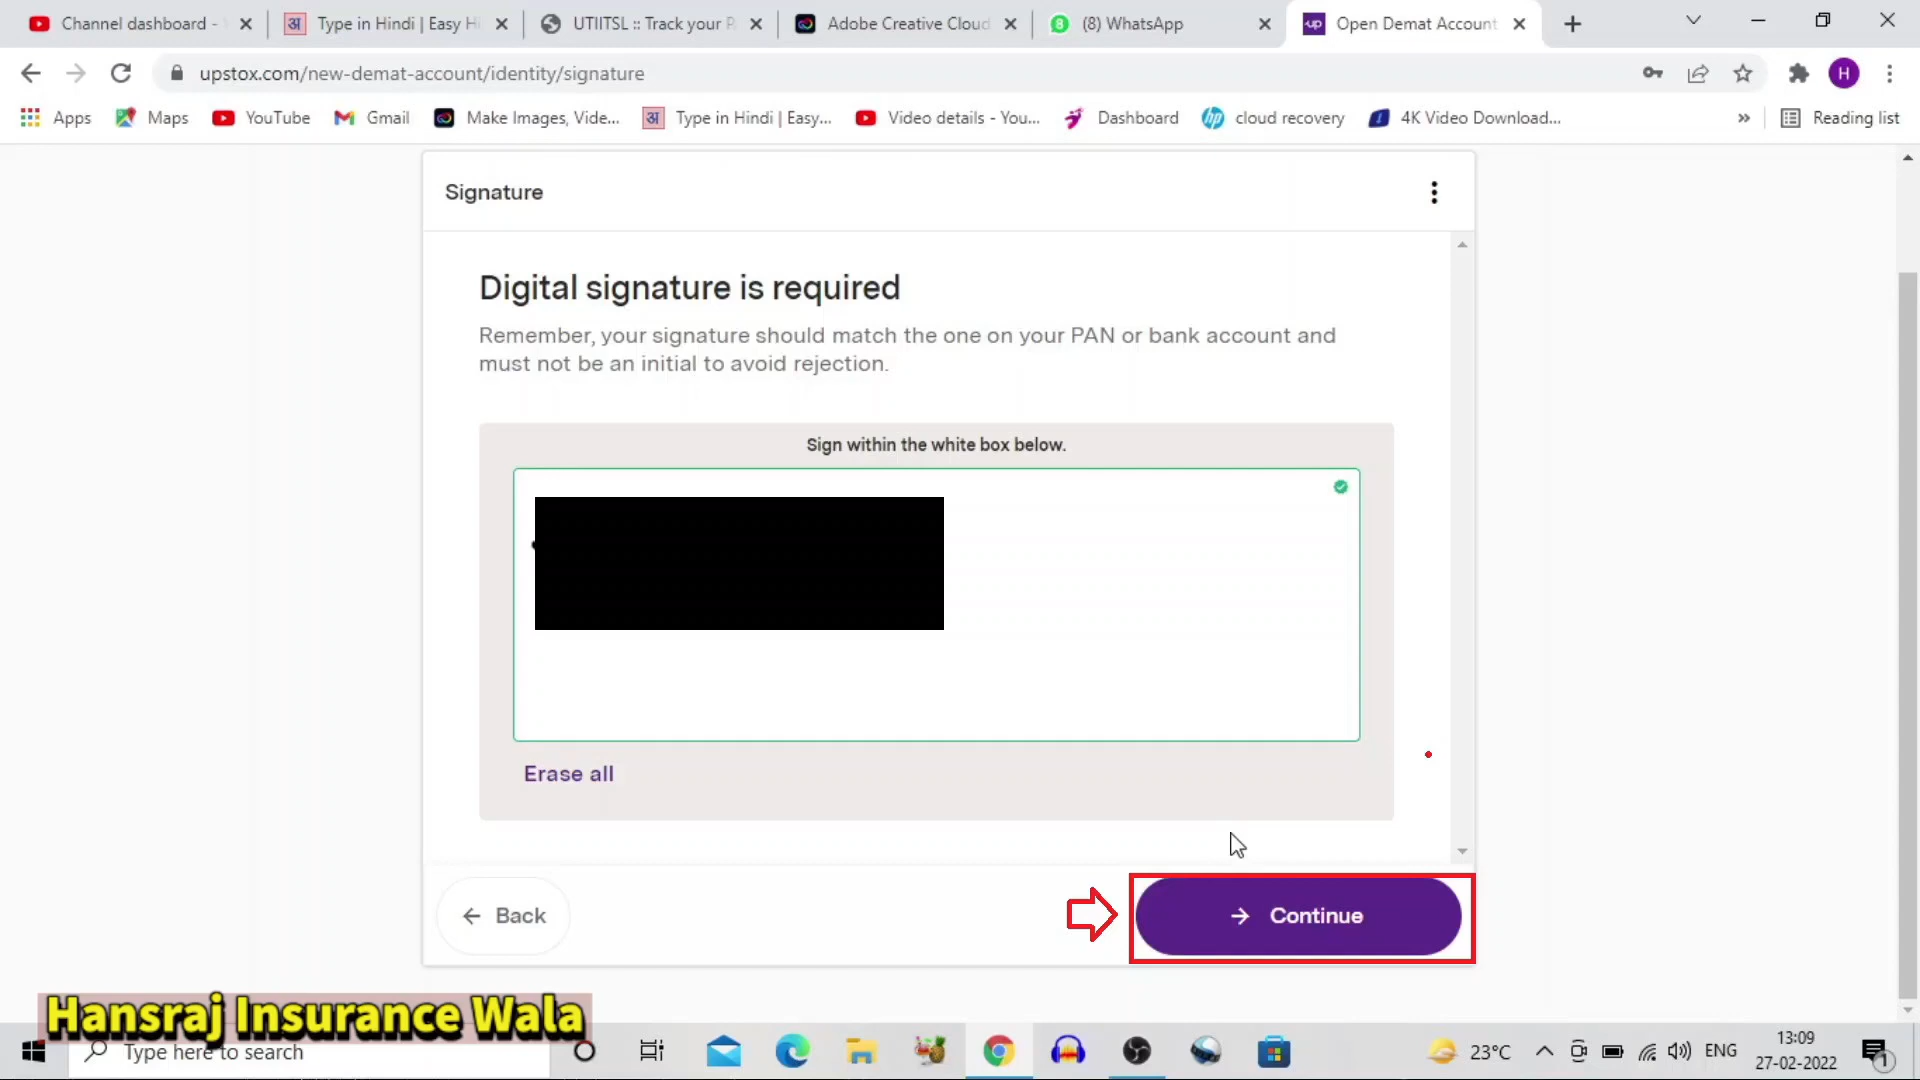 Channel dashboard -
Type in Hindi | Easy Hi
UTIITSL :: Track your P
Adobe Creative Cloud
(8) WhatsApp
Open Demat Account
upstox.com/new-demat-account/identity/signature
H
Apps
Maps
YouTube
Gmail
Make Images, Vide...
Type in Hindi | Easy...
Video details - You...
Dashboard
cloud recovery
4K Video Download...
»
Reading list
Signature
Digital signature is required
Remember, your signature should match the one on your PAN or bank account and
must not be an initial to avoid rejection.
Sign within the white box below.
Erase all
Back
Continue
Hansraj Insurance Wala
Type here to search
23°C
ENG
13:09
27-02-2022
1